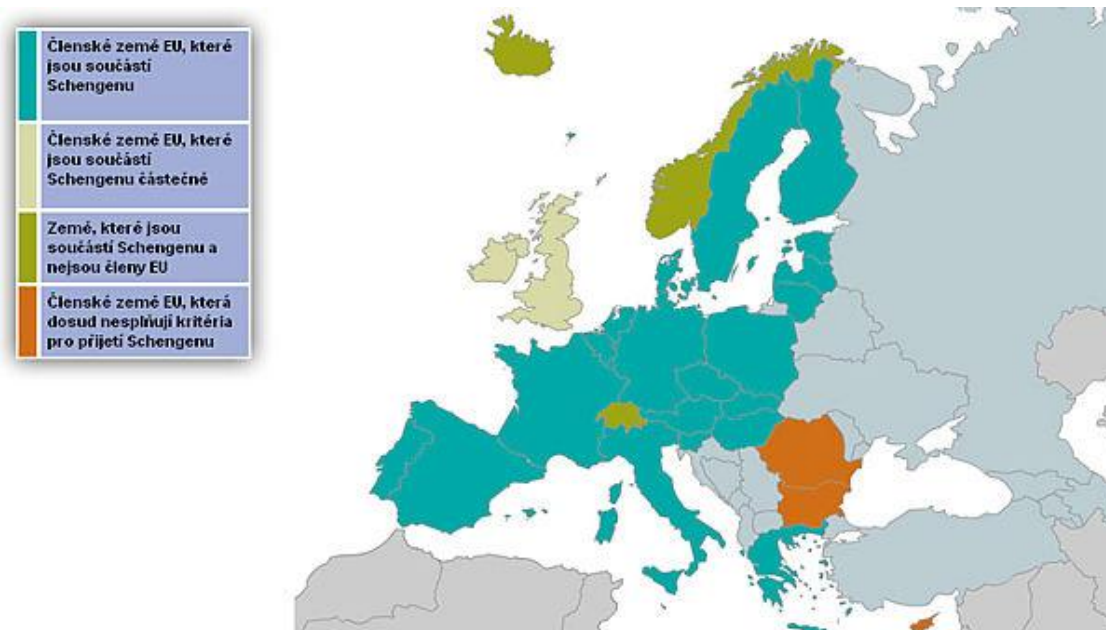 Členské země EU, které
jsou součástí
Schengenu
Členské země EU, které
jsou součástí
Schengenu částečně
Země, které jsou
součástí Schengenu a
nejsou členy EU
Členské země EU, která
dosud nesplňují kritéria
pro přijetí Schengenu